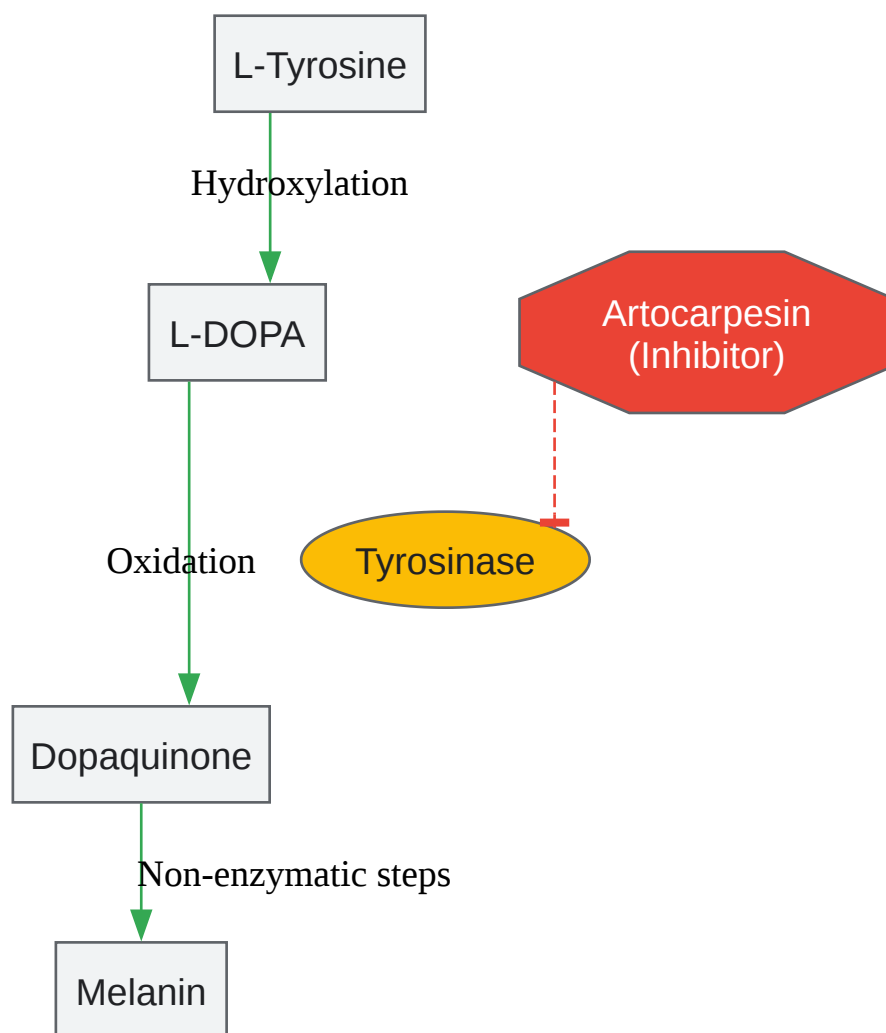 L-Tyrosine
Hydroxylation
L-DOPA
Artocarpesin
(Inhibitor)
Oxidation
Tyrosinase
Dopaquinone
Non-enzymatic steps
Melanin